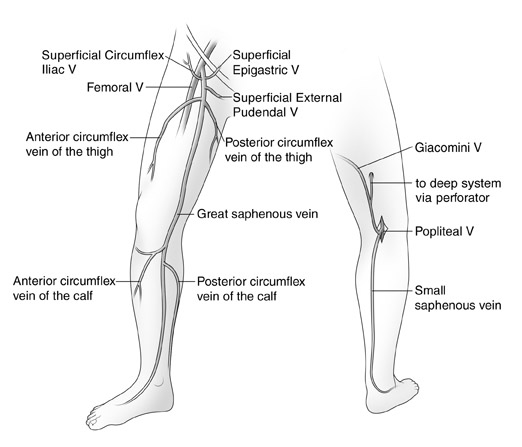 Superficial Circumflex
Iliac V
Superficial
Epigastric V
Femoral V
Superficial External
Pudendal V
Anterior circumflex
vein of the thigh
Posterior circumflex
vein of the thigh
Great saphenous vein
Anterior circumflex
vein of the calf
Posterior circumflex
vein of the calf
Giacomini V
to deep system
via perforator
Popliteal V
Small
saphenous vein